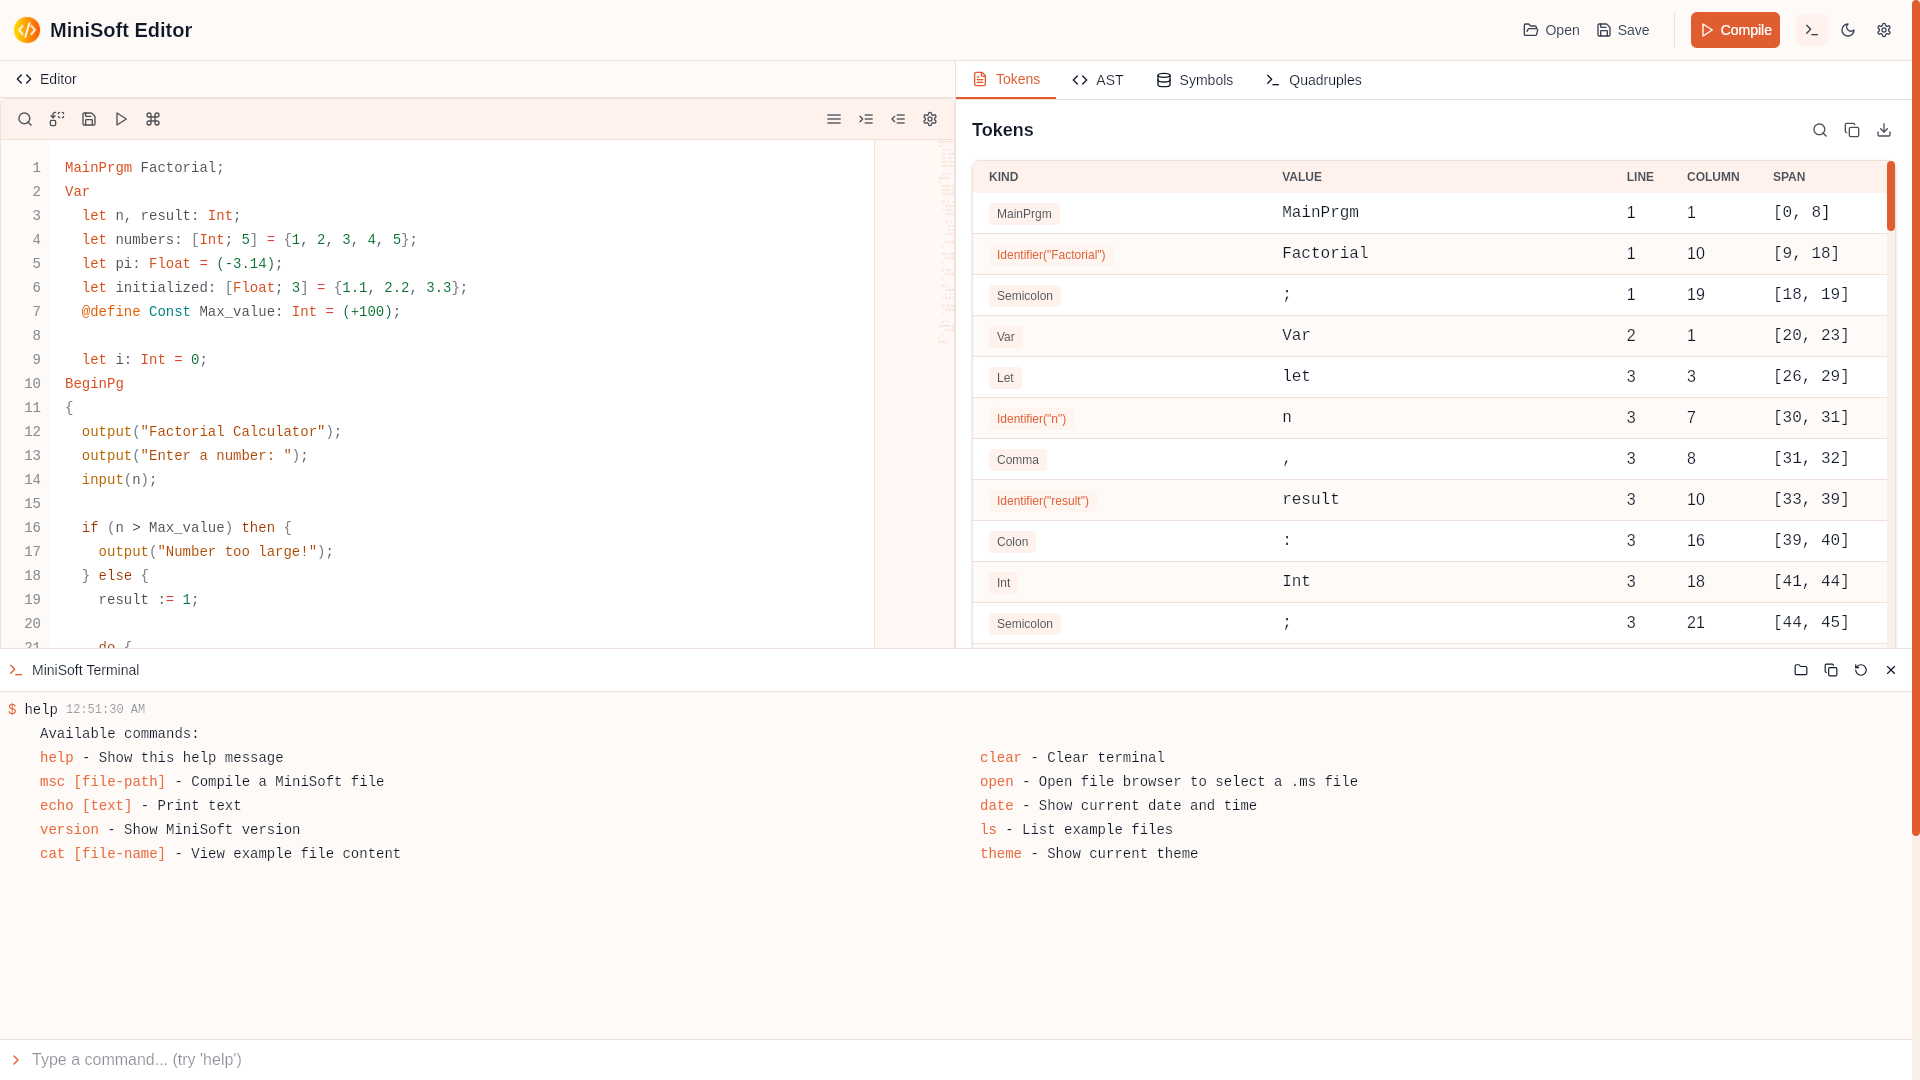 MiniSoft Editor
Open
Save
Compile
Editor
Tokens
AST
Symbols
Quadruples
1 MainPrgm Factorial;
2 Var
3 let n, result: Int;
4 let numbers: [Int; 5] = {1, 2, 3, 4, 5};
5 let pi: Float = (-3.14);
6 let initialized: [Float; 3] = {1.1, 2.2, 3.3};
7 @define Const Max_value: Int = (+100);
8
9 let i: Int = 0;
10 BeginPg
11 {
12 output("Factorial Calculator");
13 output("Enter a number: ");
14 input(n);
15
16 if (n > Max_value) then {
17 output("Number too large!");
18 } else {
19 result := 1;
20
21 do {
Tokens
KIND VALUE LINE COLUMN SPAN
MainPrgm MainPrgm 1 1 [0, 8]
Identifier("Factorial") Factorial 1 10 [9, 18]
Semicolon ; 1 19 [18, 19]
Var Var 2 1 [20, 23]
Let let 3 3 [26, 29]
Identifier("n") n 3 7 [30, 31]
Comma , 3 8 [31, 32]
Identifier("result") result 3 10 [33, 39]
Colon : 3 16 [39, 40]
Int Int 3 18 [41, 44]
Semicolon ; 3 21 [44, 45]
MiniSoft Terminal
$ help 12:51:30 AM
Available commands:
help - Show this help message
clear - Clear terminal
msc [file-path] - Compile a MiniSoft file
open - Open file browser to select a .ms file
echo [text] - Print text
date - Show current date and time
version - Show MiniSoft version
ls - List example files
cat [file-name] - View example file content
theme - Show current theme
Type a command... (try 'help')